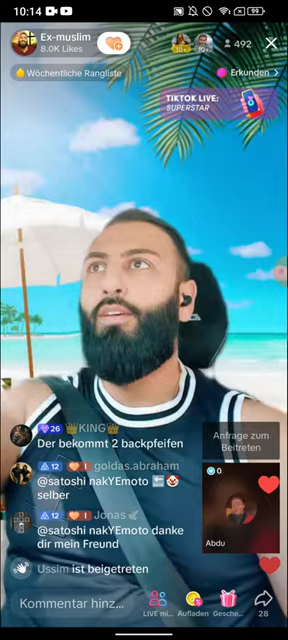 10:14
99
Ex-muslim
8.0K Likes
10+
10+
492
Wöchentliche Rangliste
Erkunden >
TIKTOK LIVE:
SUPERSTAR
26 👑KING👑
Der bekommt 2 backpfeifen
12 1 goldas.abraham
@satoshi nakYEmoto 🔙🤡
selber
12 1 Jonas🕊
@satoshi nakYEmoto danke
dir mein Freund
Anfrage zum
Beitreten
0
Abdu
Ussim ist beigetreten
Kommentar hinz...
LIVE mi...
Aufladen
Gesche...
28